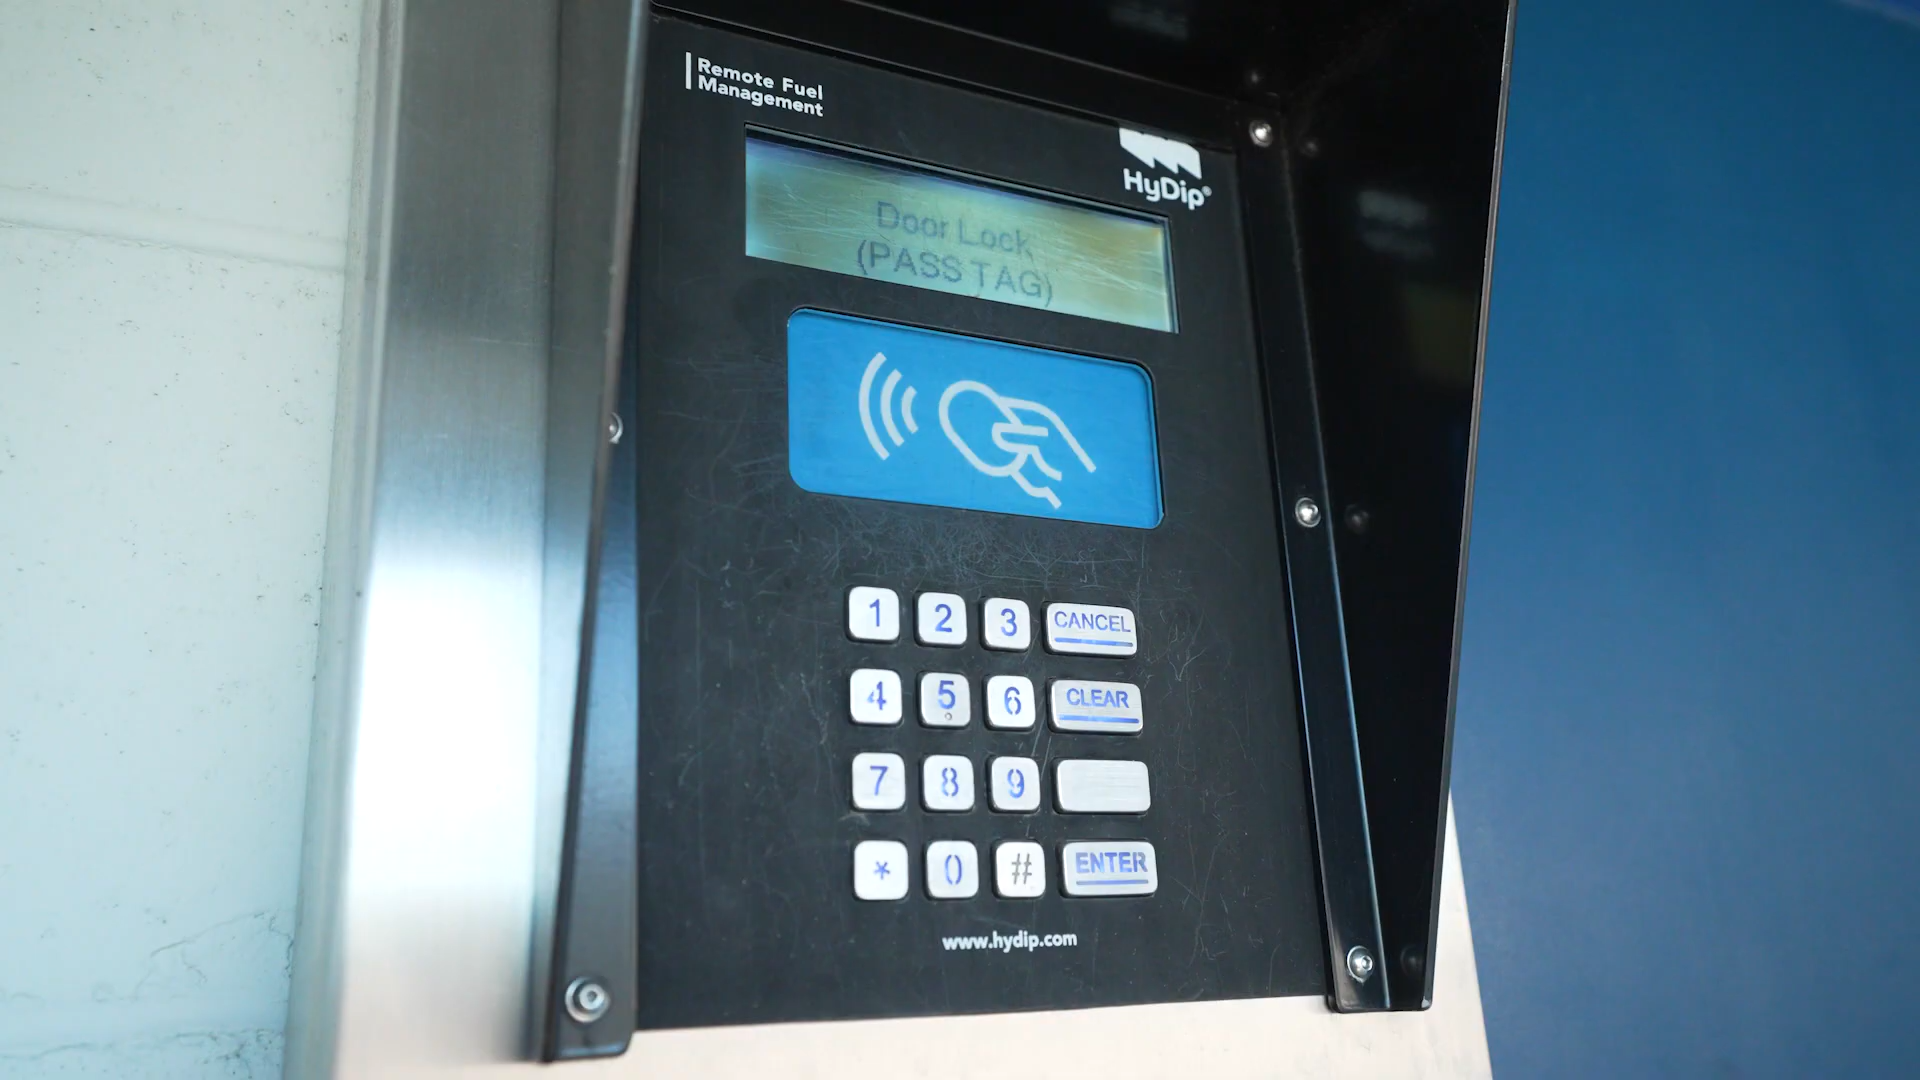 Remote Fuel
Management
HyDip®
Door Lock
(PASS TAG)
1 2 3 CANCEL
4 5 6 CLEAR
7 8 9
* 0 # ENTER
www.hydip.com